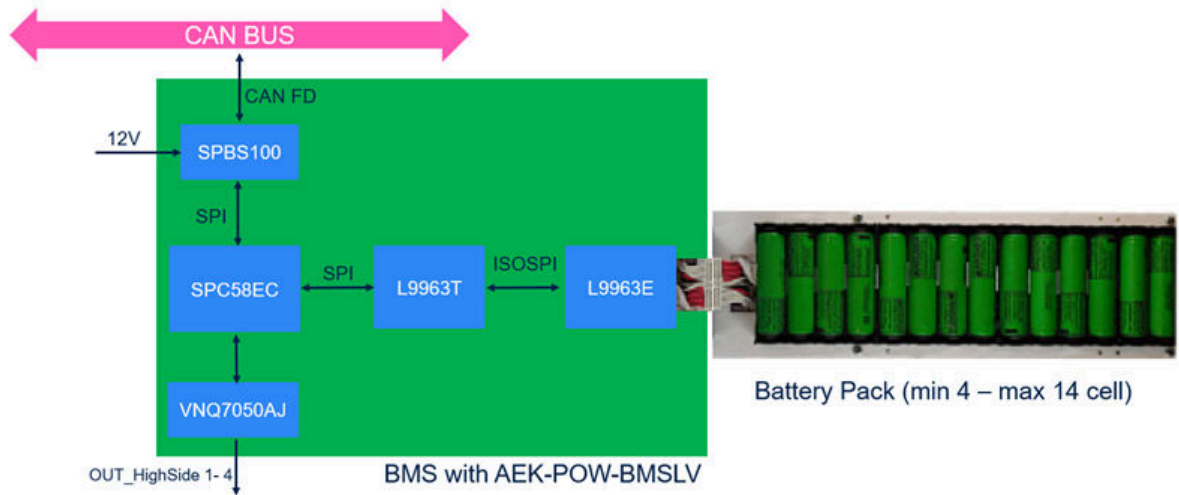 CAN BUS
CAN FD
12V
SPBS100
SPI
SPC58EC
SPI
L9963T
ISOSPI
L9963E
VNQ7050AJ
OUT_HighSide 1- 4
BMS with AEK-POW-BMSLV
Battery Pack (min 4 – max 14 cell)